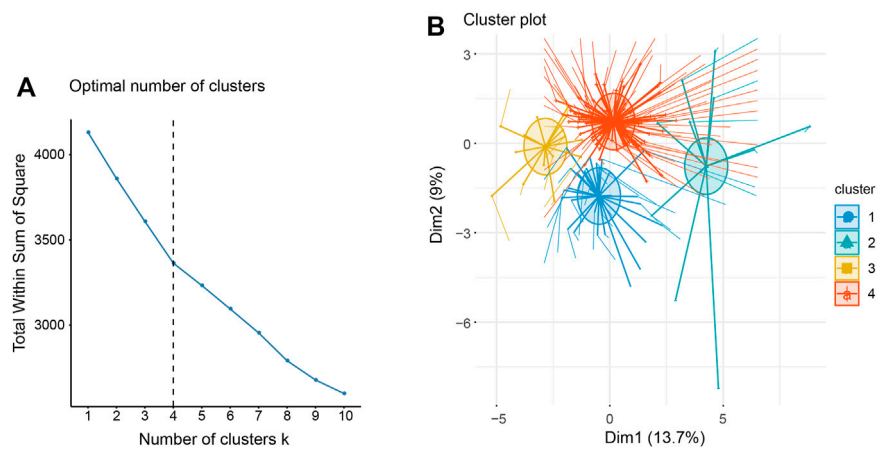 A
Optimal number of clusters
Total Within Sum of Square
4000
3500
3000
1 2 3 4 5 6 7 8 9 10
Number of clusters k
B
Cluster plot
Dim2 (9%)
3
0
−3
−6
−5 0 5
Dim1 (13.7%)
cluster
1
2
3
a 4